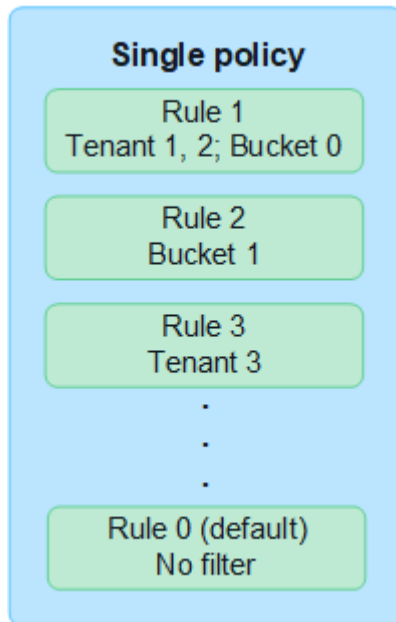 Single policy
Rule 1
Tenant 1, 2; Bucket 0
Rule 2
Bucket 1
Rule 3
Tenant 3
.
.
.
Rule 0 (default)
No filter